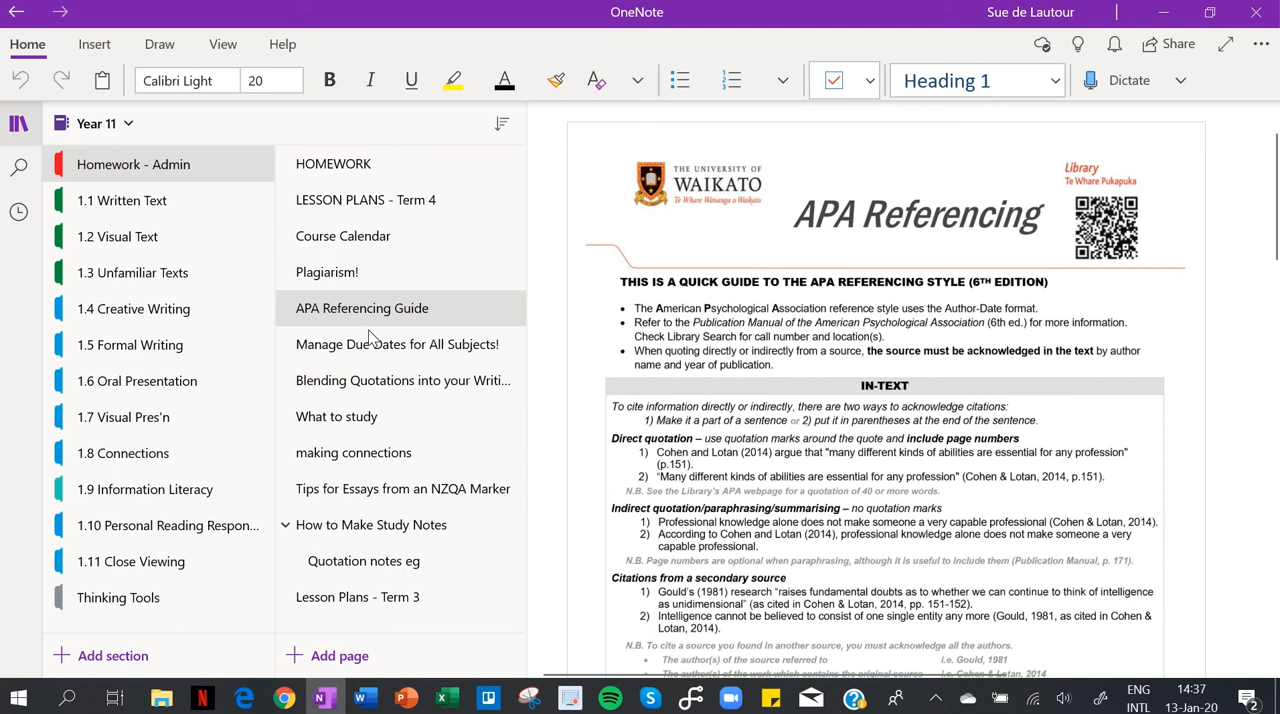 OneNote
Sue de Lautour
Home
Insert
Draw
View
Help
Share
Calibri Light
20
B
I
U
A
A
Heading 1
Dictate
Year 11
Homework - Admin
1.1 Written Text
1.2 Visual Text
1.3 Unfamiliar Texts
1.4 Creative Writing
1.5 Formal Writing
1.6 Oral Presentation
1.7 Visual Pres'n
1.8 Connections
1.9 Information Literacy
1.10 Personal Reading Respon...
1.11 Close Viewing
Thinking Tools
Add section
HOMEWORK
LESSON PLANS - Term 4
Course Calendar
Plagiarism!
APA Referencing Guide
Manage Due Dates for All Subjects!
Blending Quotations into your Writi...
What to study
making connections
Tips for Essays from an NZQA Marker
How to Make Study Notes
Quotation notes eg
Lesson Plans - Term 3
Add page
THE UNIVERSITY OF
WAIKATO
Te Whare Wānanga o Waikato
APA Referencing
Library
Te Whare Pukapuka
THIS IS A QUICK GUIDE TO THE APA REFERENCING STYLE (6TH EDITION)
• The American Psychological Association reference style uses the Author-Date format.
• Refer to the Publication Manual of the American Psychological Association (6th ed.) for more information.
Check Library Search for call number and location(s).
• When quoting directly or indirectly from a source, the source must be acknowledged in the text by author
name and year of publication.
IN-TEXT
To cite information directly or indirectly, there are two ways to acknowledge citations:
1) Make it a part of a sentence or 2) put it in parentheses at the end of the sentence.
Direct quotation – use quotation marks around the quote and include page numbers
1) Cohen and Lotan (2014) argue that "many different kinds of abilities are essential for any profession"
(p.151).
2) "Many different kinds of abilities are essential for any profession" (Cohen & Lotan, 2014, p.151).
N.B. See the Library's APA webpage for a quotation of 40 or more words.
Indirect quotation/paraphrasing/summarising – no quotation marks
1) Professional knowledge alone does not make someone a very capable professional (Cohen & Lotan, 2014).
2) According to Cohen and Lotan (2014), professional knowledge alone does not make someone a very
capable professional.
N.B. Page numbers are optional when paraphrasing, although it is useful to include them (Publication Manual, p. 171).
Citations from a secondary source
1) Gould's (1981) research "raises fundamental doubts as to whether we can continue to think of intelligence
as unidimensional" (as cited in Cohen & Lotan, 2014, pp. 151-152).
2) Intelligence cannot be believed to consist of one single entity any more (Gould, 1981, as cited in Cohen &
Lotan, 2014).
N.B. To cite a source you found in another source, you must acknowledge all the authors.
• The author(s) of the source referred to i.e. Gould, 1981
• The author(s) of the work which contains the original source i.e. Cohen & Lotan, 2014
ENG
INTL
14:37
13-Jan-20
2